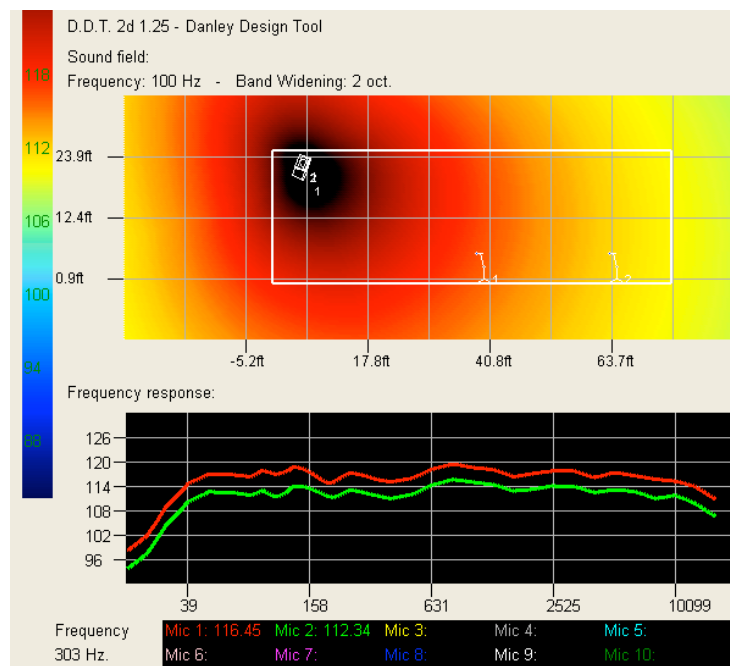 D.D.T. 2d 1.25 - Danley Design Tool
Sound field:
Frequency: 100 Hz - Band Widening: 2 oct.
118
112
106
100
94
88
23.9ft
12.4ft
0.9ft
1
1
2
-5.2ft 17.8ft 40.8ft 63.7ft
Frequency response:
126
120
114
108
102
96
39 158 631 2525 10099
Frequency Mic 1: 116.45 Mic 2: 112.34 Mic 3: Mic 4: Mic 5:
303 Hz. Mic 6: Mic 7: Mic 8: Mic 9: Mic 10: